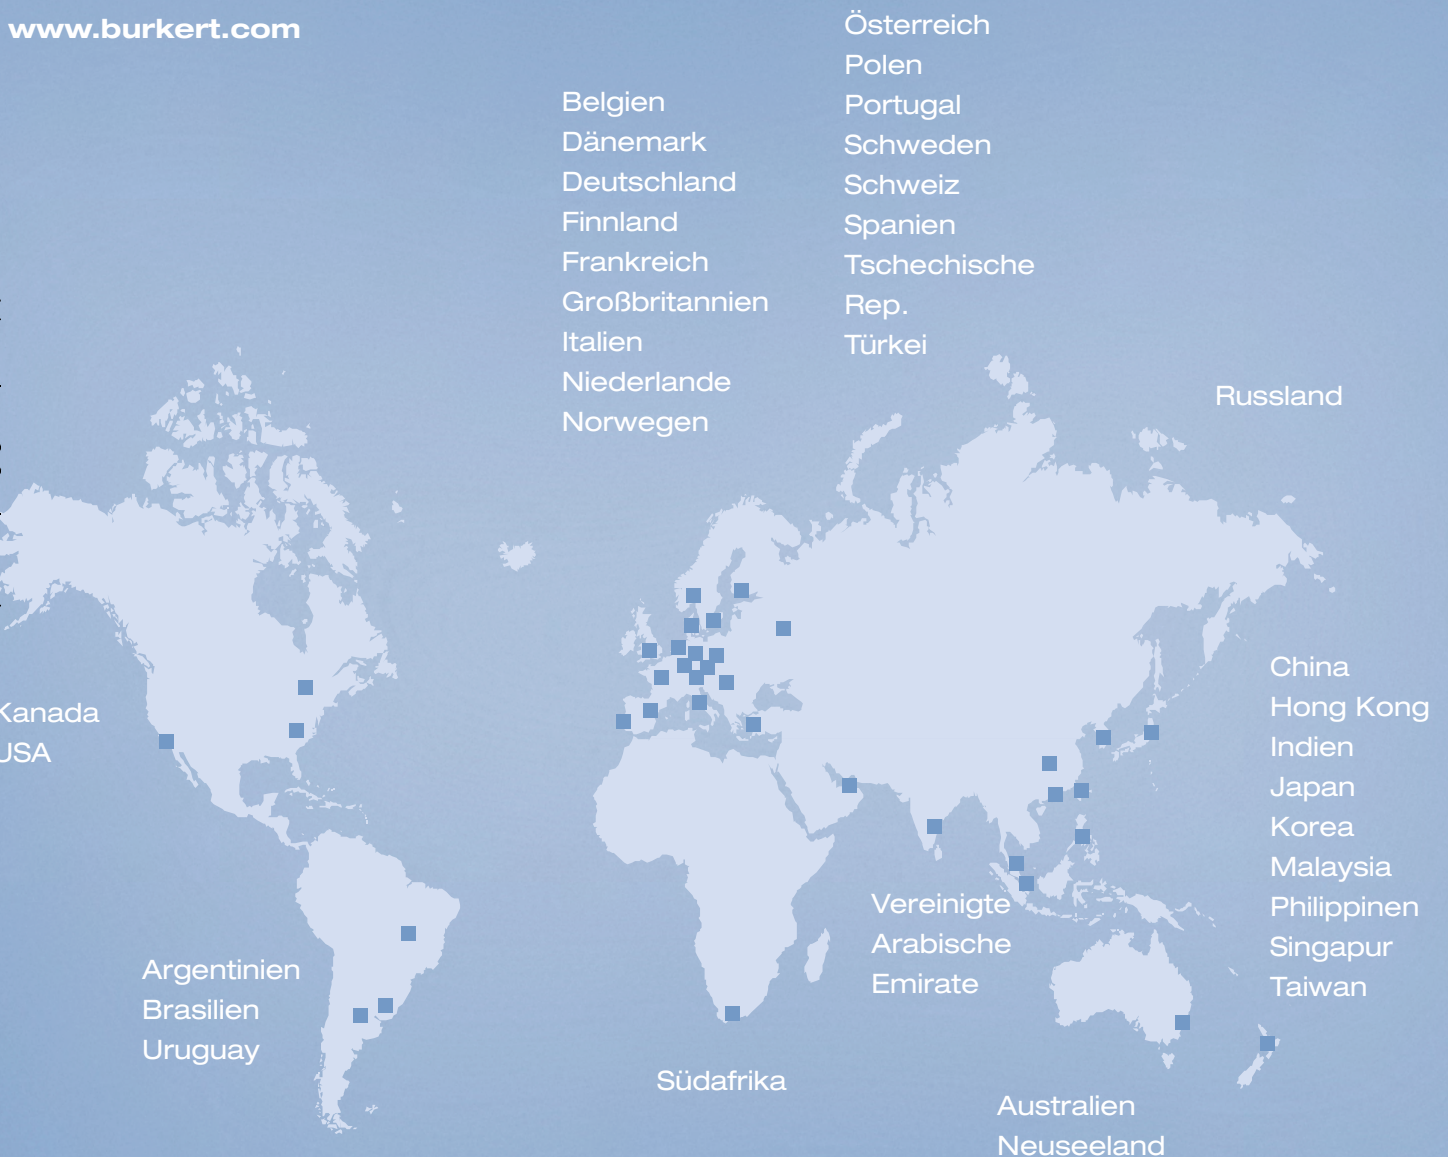 www.burkert.com
Belgien
Dänemark
Deutschland
Finnland
Frankreich
Großbritannien
Italien
Niederlande
Norwegen
Österreich
Polen
Portugal
Schweden
Schweiz
Spanien
Tschechische
Rep.
Türkei
Russland
Kanada
USA
China
Hong Kong
Indien
Japan
Korea
Malaysia
Philippinen
Singapur
Taiwan
Vereinigte
Arabische
Emirate
Argentinien
Brasilien
Uruguay
Südafrika
Australien
Neuseeland